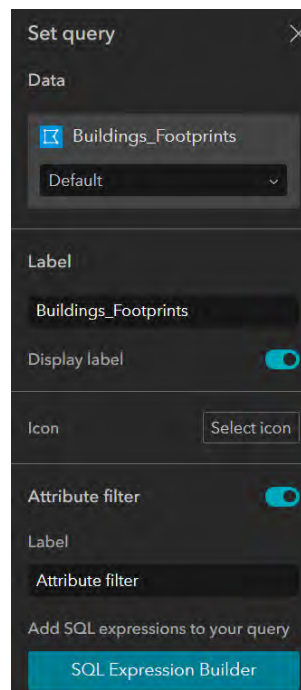 Set query
Data
Buildings_Footprints
Default
Label
Buildings_Footprints
Display label
Icon Select icon
Attribute filter
Label
Attribute filter
Add SQL expressions to your query
SQL Expression Builder